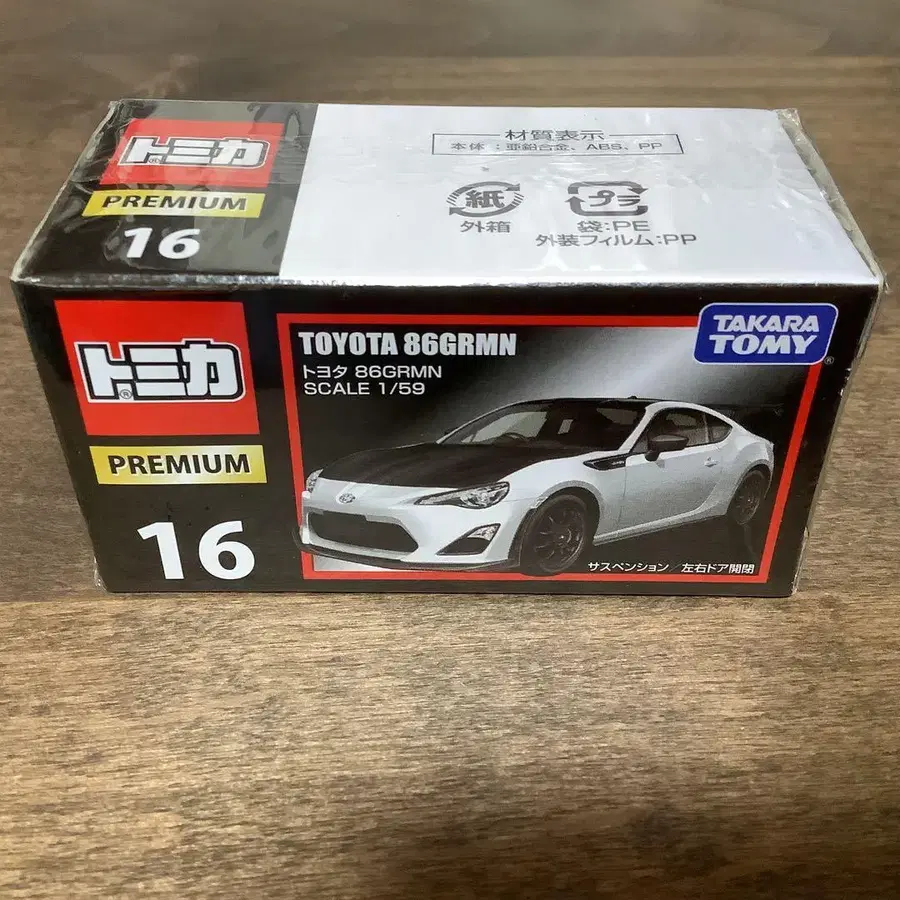 トミカ®
PREMIUM
16
材質表示
本体:亜鉛合金、ABS、PP
紙
外箱
プラ
袋:PE
外装フィルム:PP
トミカ®
PREMIUM
16
TOYOTA 86GRMN
トヨタ 86GRMN
SCALE 1/59
TAKARA
TOMY®
サスペンション/左右ドア開閉